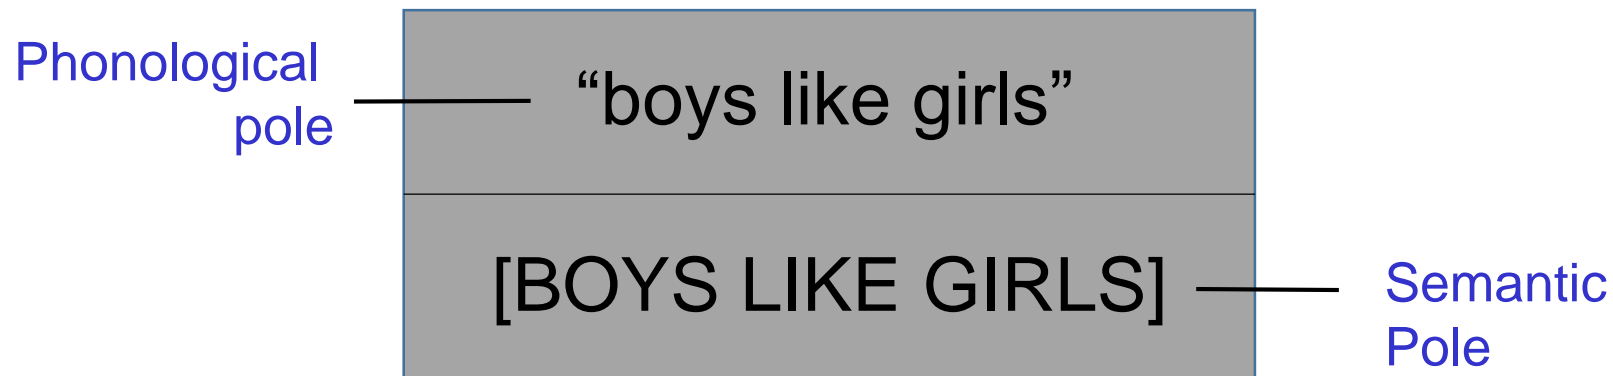 Phonological
pole
“boys like girls”
[BOYS LIKE GIRLS]
Semantic
Pole